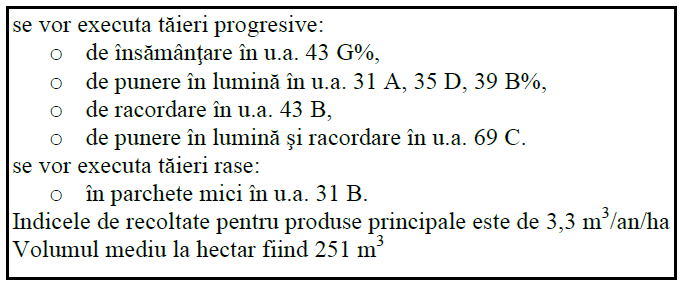 se vor executa tăieri progresive:
o de însămânţare în u.a. 43 G%,
o de punere în lumină în u.a. 31 A, 35 D, 39 B%,
o de racordare în u.a. 43 B,
o de punere în lumină şi racordare în u.a. 69 C.
se vor executa tăieri rase:
o în parchete mici în u.a. 31 B.
Indicele de recoltate pentru produse principale este de 3,3 m³/an/ha
Volumul mediu la hectar fiind 251 m³